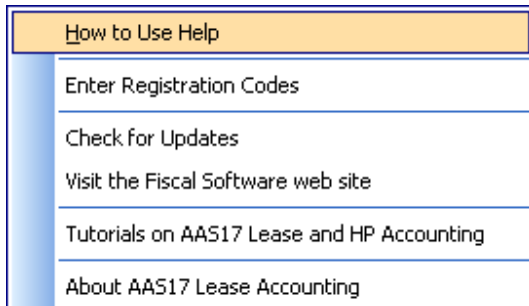 How to Use Help
Enter Registration Codes
Check for Updates
Visit the Fiscal Software web site
Tutorials on AAS17 Lease and HP Accounting
About AAS17 Lease Accounting